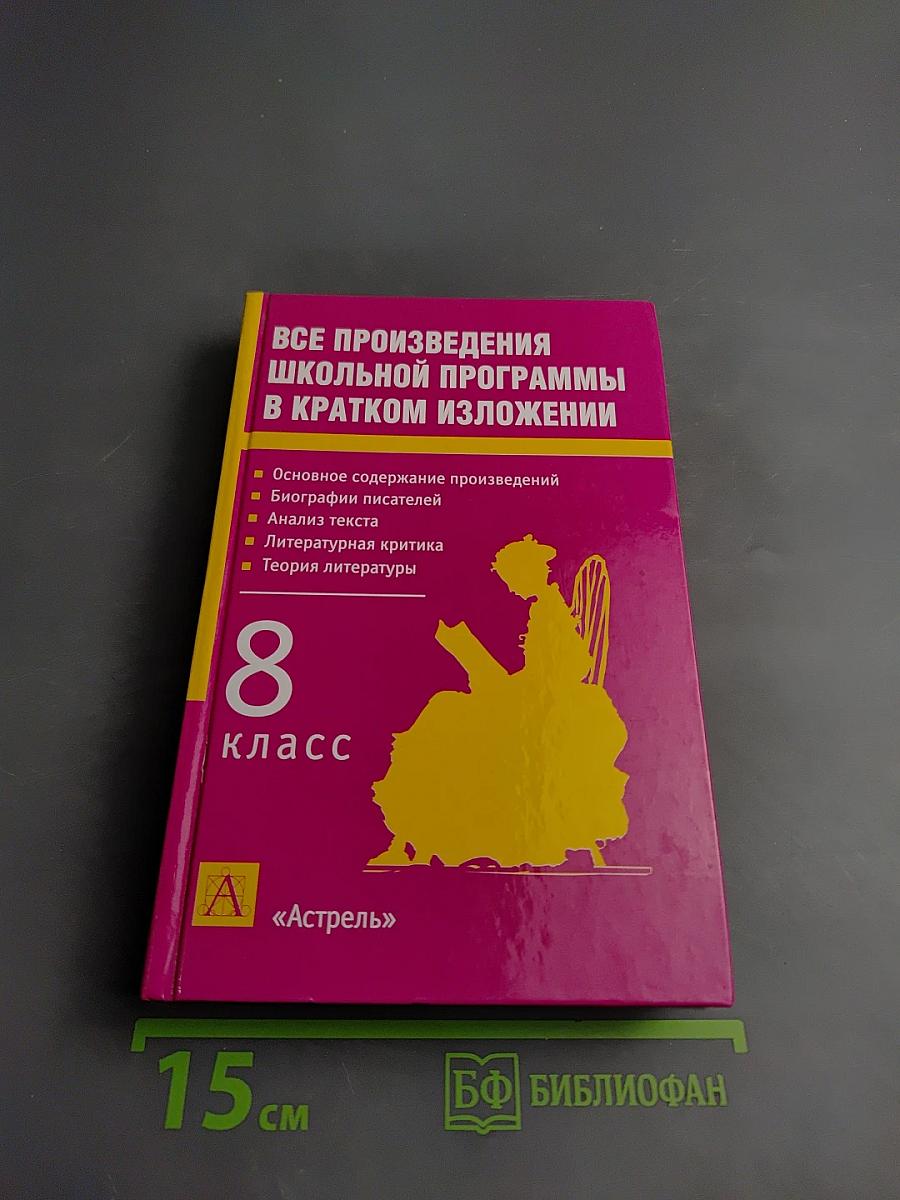 ВСЕ ПРОИЗВЕДЕНИЯ
ШКОЛЬНОЙ ПРОГРАММЫ
В КРАТКОМ ИЗЛОЖЕНИИ
Основное содержание произведений
Биографии писателей
Анализ текста
Литературная критика
Теория литературы
8
класс
А
«Астрель»
15 см
БФ БИБЛИОФАН